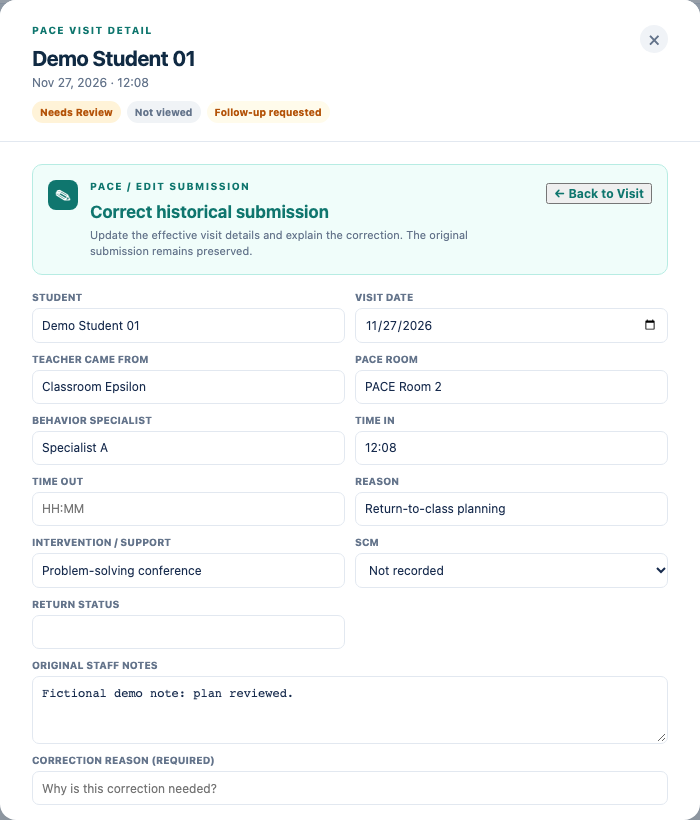 PACE VISIT DETAIL
Demo Student 01
Nov 27, 2026 · 12:08
Needs Review Not viewed Follow-up requested
PACE / EDIT SUBMISSION
← Back to Visit
Correct historical submission
Update the effective visit details and explain the correction. The original
submission remains preserved.
STUDENT VISIT DATE
Demo Student 01 11/27/2026
TEACHER CAME FROM PACE ROOM
Classroom Epsilon PACE Room 2
BEHAVIOR SPECIALIST TIME IN
Specialist A 12:08
TIME OUT REASON
HH:MM Return-to-class planning
INTERVENTION / SUPPORT SCM
Problem-solving conference Not recorded
RETURN STATUS
ORIGINAL STAFF NOTES
Fictional demo note: plan reviewed.
CORRECTION REASON (REQUIRED)
Why is this correction needed?